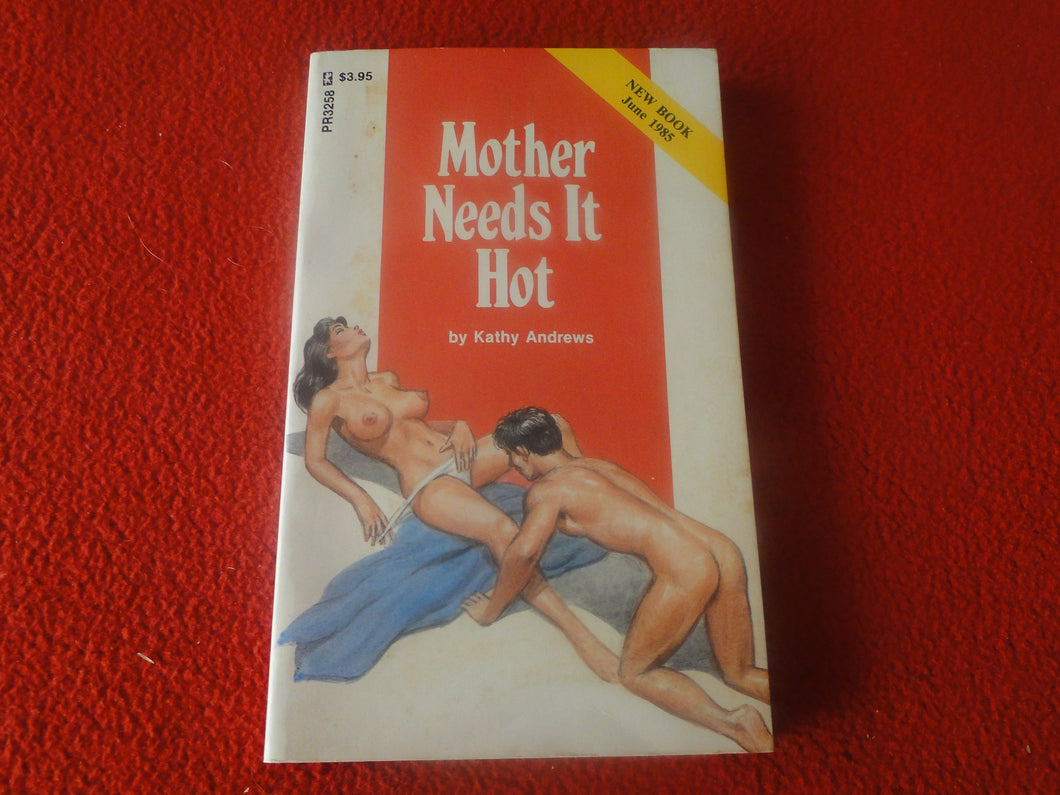 PR3258
$3.95
NEW BOOK
June 1985
Mother
Needs It
Hot
by Kathy Andrews